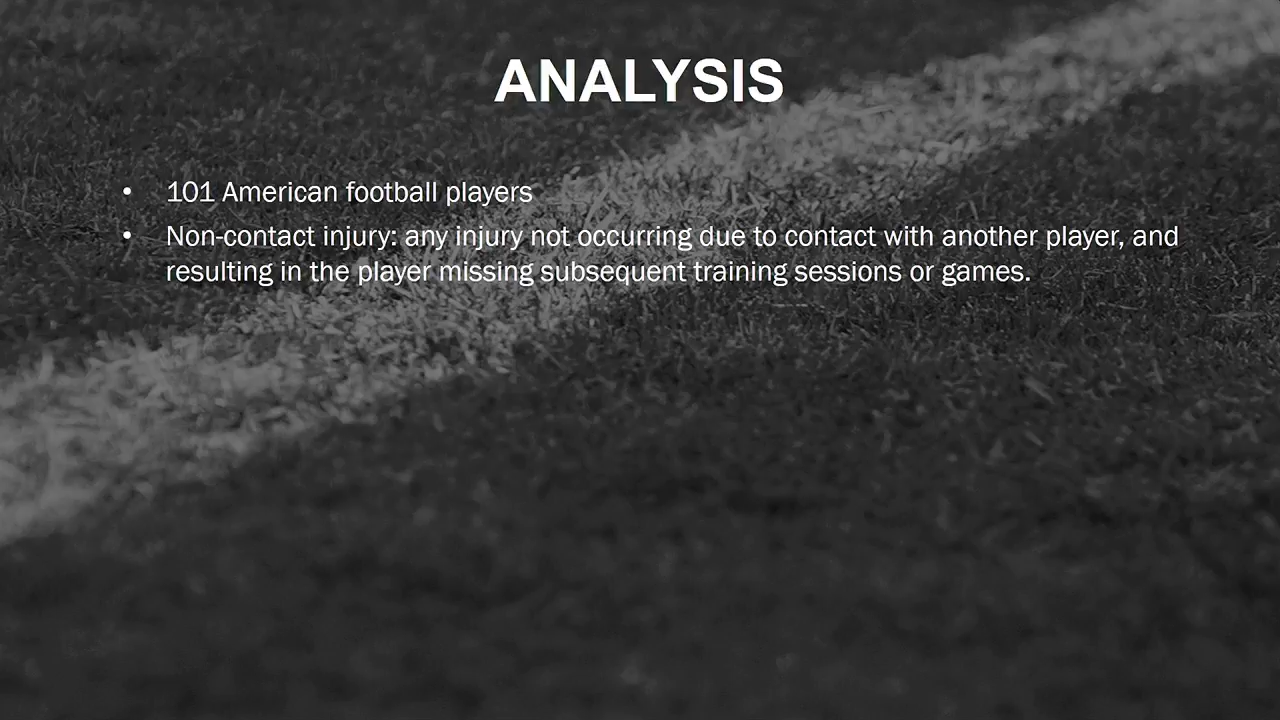 ANALYSIS
• 101 American football players
• Non-contact injury: any injury not occurring due to contact with another player, and
resulting in the player missing subsequent training sessions or games.